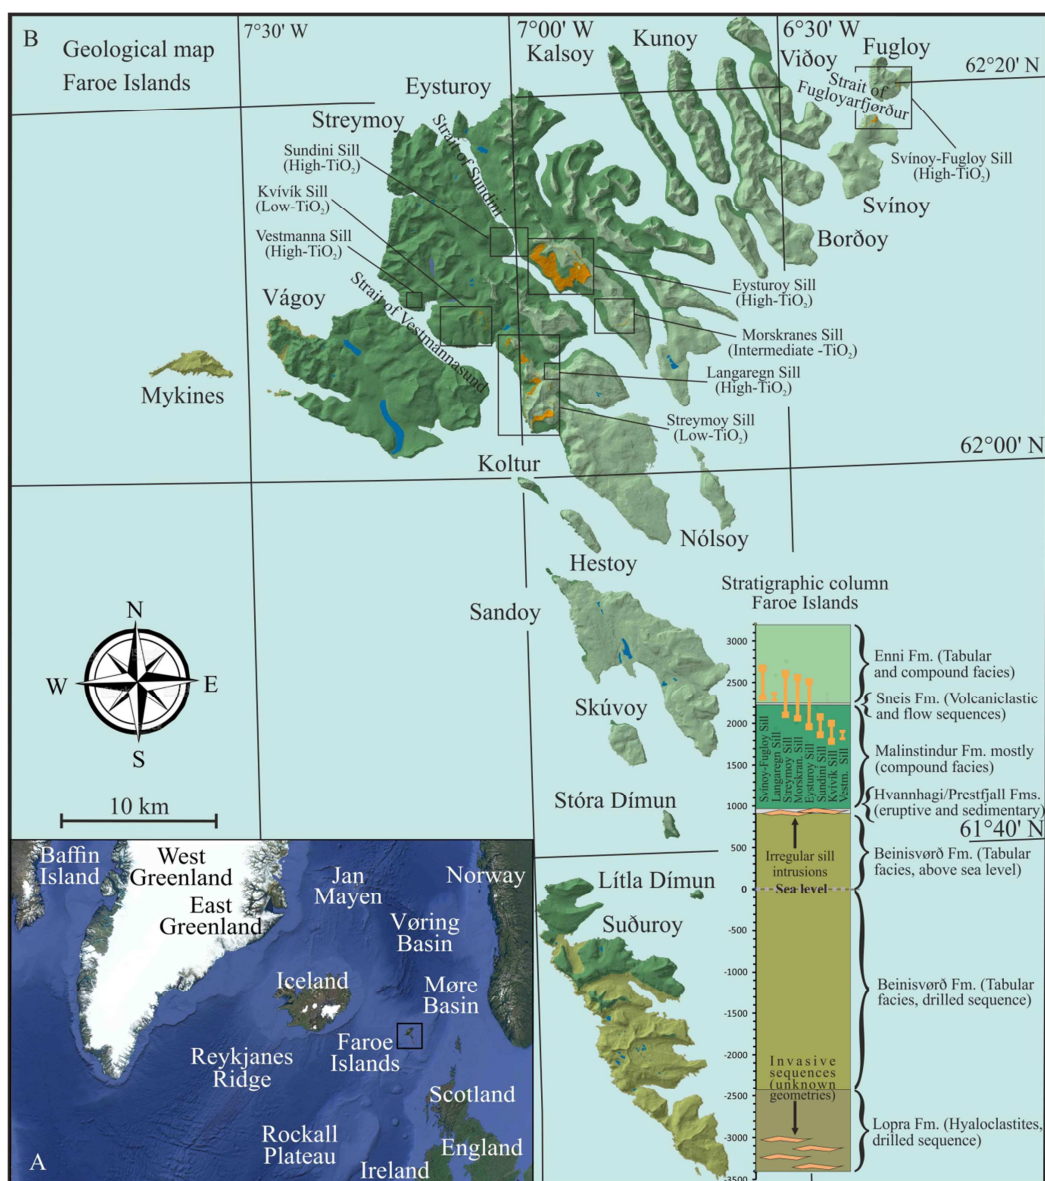 B
Geological map
Faroe Islands
7°30' W
7°00' W
6°30' W
62°20' N
62°00' N
61°40' N
Kalsoy
Kunoy
Viðoy
Fugloy
Strait of
Fugloyarfjørður
Svínoy-Fugloy Sill
(High-TiO₂)
Svínoy
Borðoy
Eysturoy
Streymoy
Strait of Sundini
Sundini Sill
(High-TiO₂)
Kvívík Sill
(Low-TiO₂)
Vestmanna Sill
(High-TiO₂)
Strait of Vestmannasund
Vágoy
Mykines
Eysturoy Sill
(High-TiO₂)
Morskranes Sill
(Intermediate -TiO₂)
Langaregn Sill
(High-TiO₂)
Streymoy Sill
(Low-TiO₂)
Koltur
Hestoy
Nólsoy
Sandoy
Skúvoy
Stóra Dímun
Lítla Dímun
Suðuroy
N
W
E
S
10 km
Stratigraphic column
Faroe Islands
3000
2500
2000
1500
1000
500
0
-500
-1000
-1500
-2000
-2500
-3000
-3500
Svínoy-Fugloy Sill
Langaregn Sill
Streymoy Sill
Morskran. Sill
Eysturoy Sill
Sundini Sill
Kvívík Sill
Vestm. Sill
Enni Fm. (Tabular
and compound facies)
Sneis Fm. (Volcaniclastic
and flow sequences)
Malinstindur Fm. mostly
(compound facies)
Hvannhagi/Prestfjall Fms.
(eruptive and sedimentary)
Beinisvørð Fm. (Tabular
facies, above sea level)
Irregular sill
intrusions
Sea level
Beinisvørð Fm. (Tabular
facies, drilled sequence)
Invasive
sequences
(unknown
geometries)
Lopra Fm. (Hyaloclastites,
drilled sequence)
Baffin
Island
West
Greenland
East
Greenland
Jan
Mayen
Norway
Vøring
Basin
Iceland
Møre
Basin
Faroe
Islands
Reykjanes
Ridge
Scotland
Rockall
Plateau
England
Ireland
A